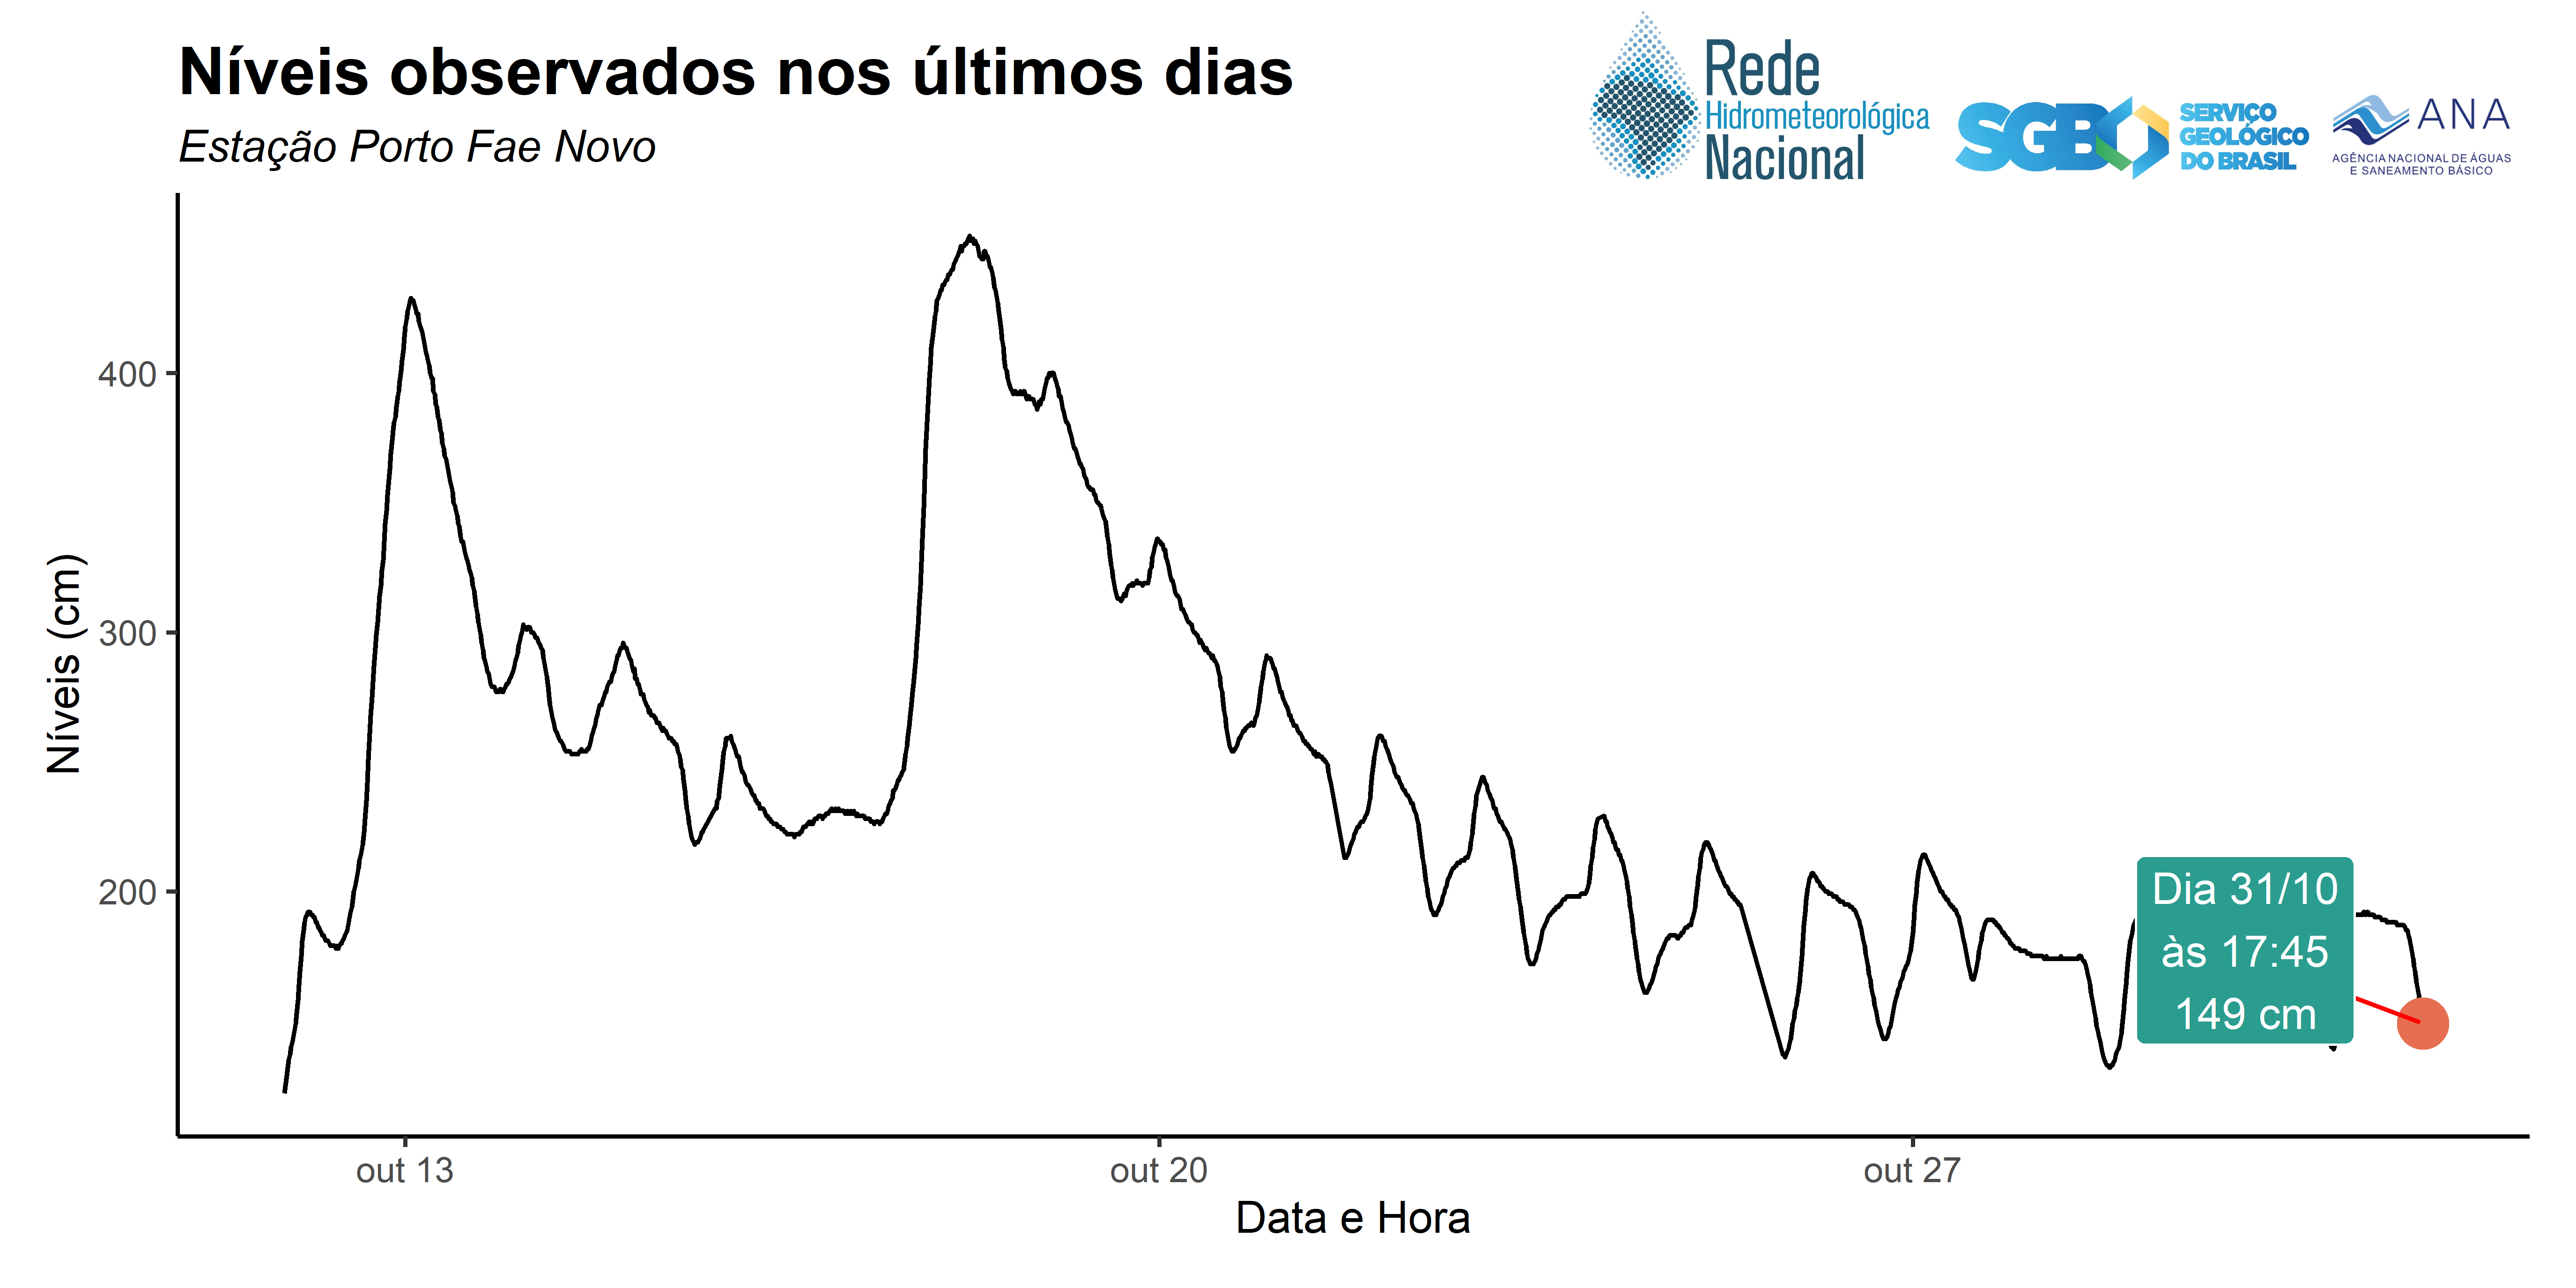 Níveis observados nos últimos dias
Estação Porto Fae Novo
Rede
Hidrometeorológica
Nacional
SGB
SERVIÇO
GEOLÓGICO
DO BRASIL
ANA
AGÊNCIA NACIONAL DE ÁGUAS
E SANEAMENTO BÁSICO
Níveis (cm)
400
300
200
Dia 31/10
às 17:45
149 cm
out 13
out 20
out 27
Data e Hora